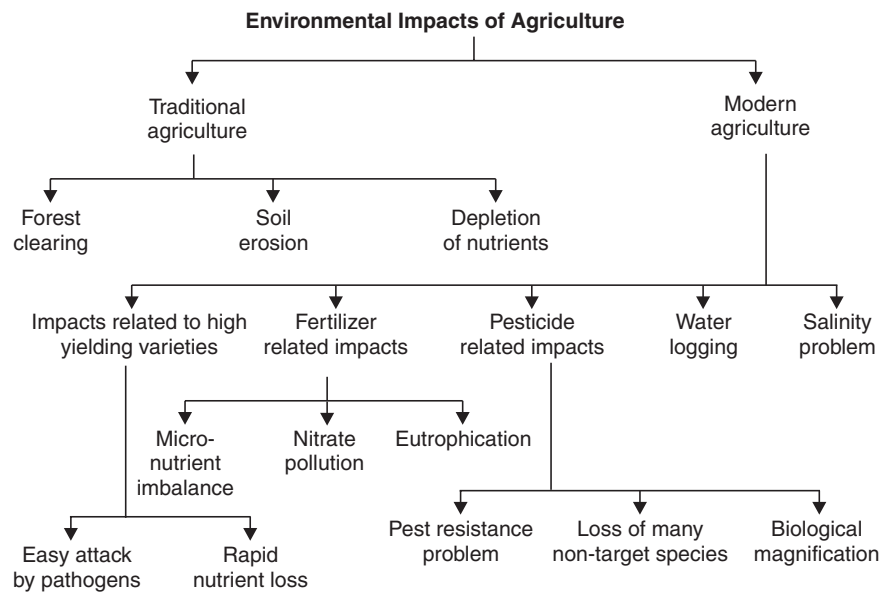 Environmental Impacts of Agriculture
Traditional
agriculture
Modern
agriculture
Forest
clearing
Soil
erosion
Depletion
of nutrients
Impacts related to high
yielding varieties
Fertilizer
related impacts
Pesticide
related impacts
Water
logging
Salinity
problem
Micro-
nutrient
imbalance
Nitrate
pollution
Eutrophication
Easy attack
by pathogens
Rapid
nutrient loss
Pest resistance
problem
Loss of many
non-target species
Biological
magnification